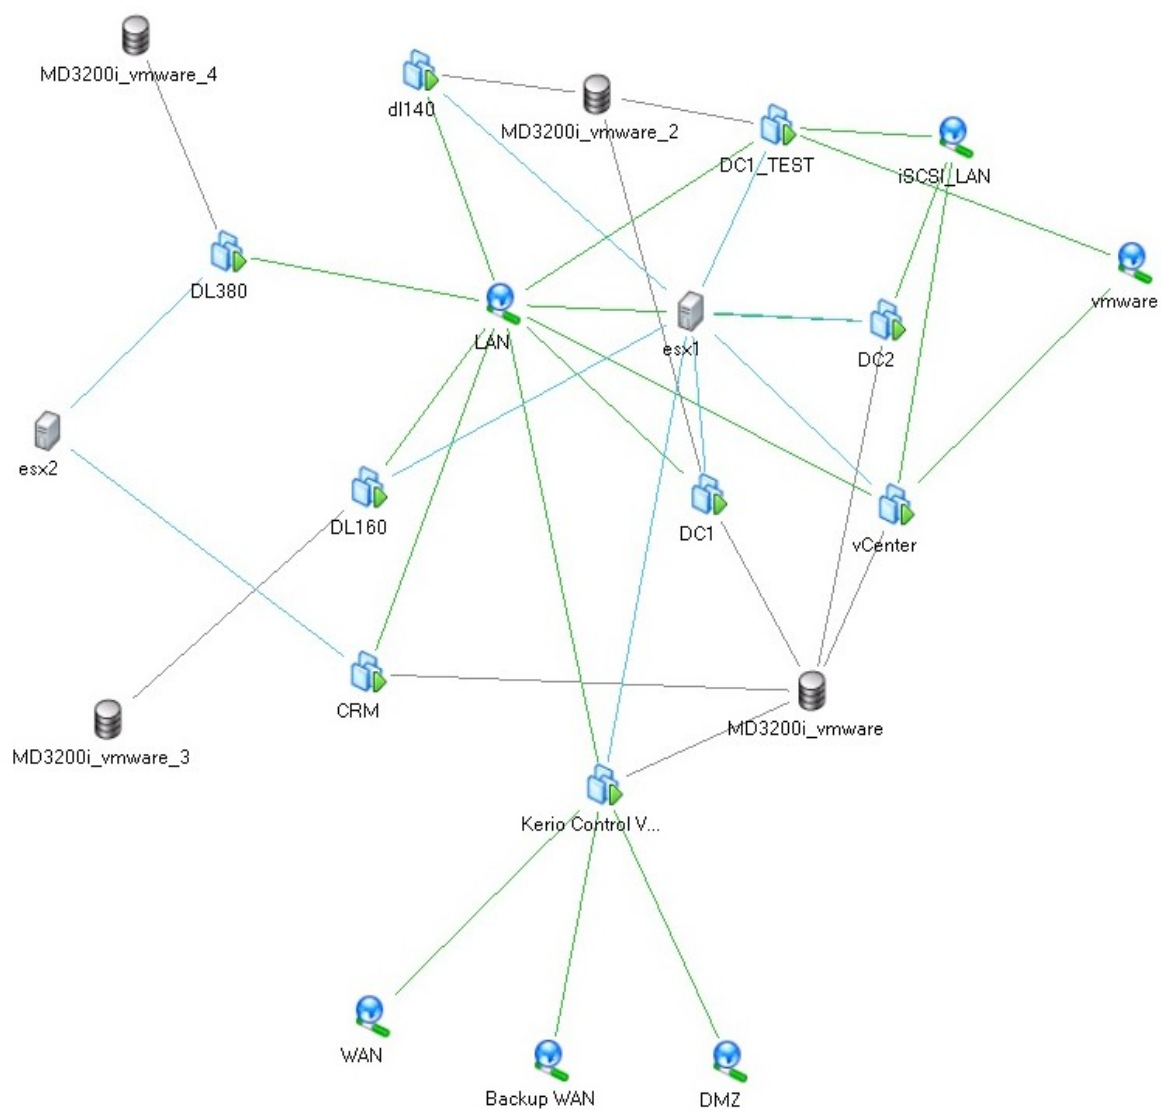 MD3200i_vmware_4
dl140
MD3200i_vmware_2
DC1_TEST
iSCSI_LAN
DL380
vmware
LAN
esx1
DC2
esx2
DL160
DC1
vCenter
CRM
MD3200i_vmware
MD3200i_vmware_3
Kerio Control V...
WAN
Backup WAN
DMZ